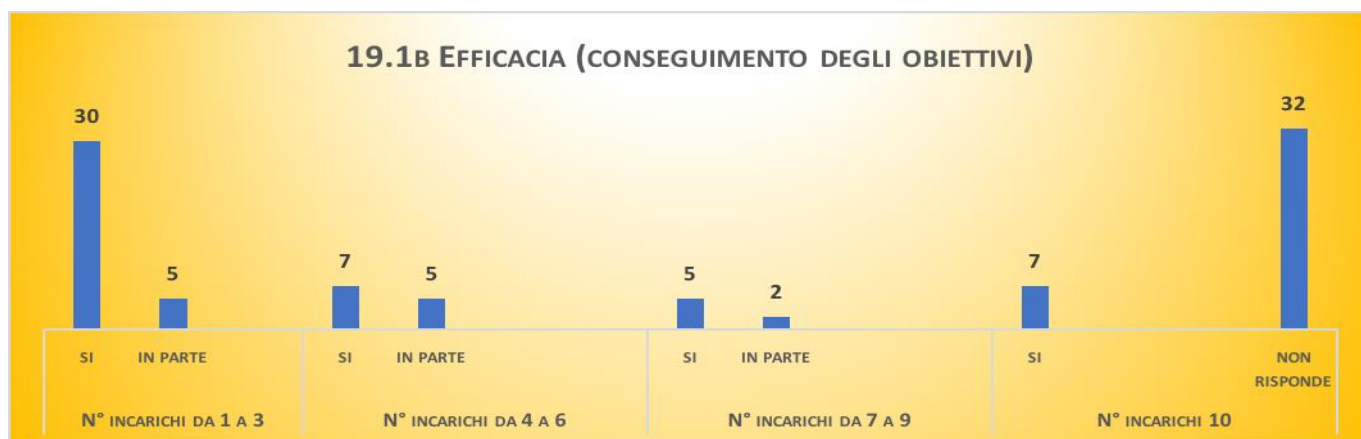 19.1B EFFICACIA (CONSEGUIMENTO DEGLI OBIETTIVI)
30
5
7
5
5
2
7
32
SI
IN PARTE
SI
IN PARTE
SI
IN PARTE
SI
NON
RISPONDE
N° INCARICHI DA 1 A 3
N° INCARICHI DA 4 A 6
N° INCARICHI DA 7 A 9
N° INCARICHI 10